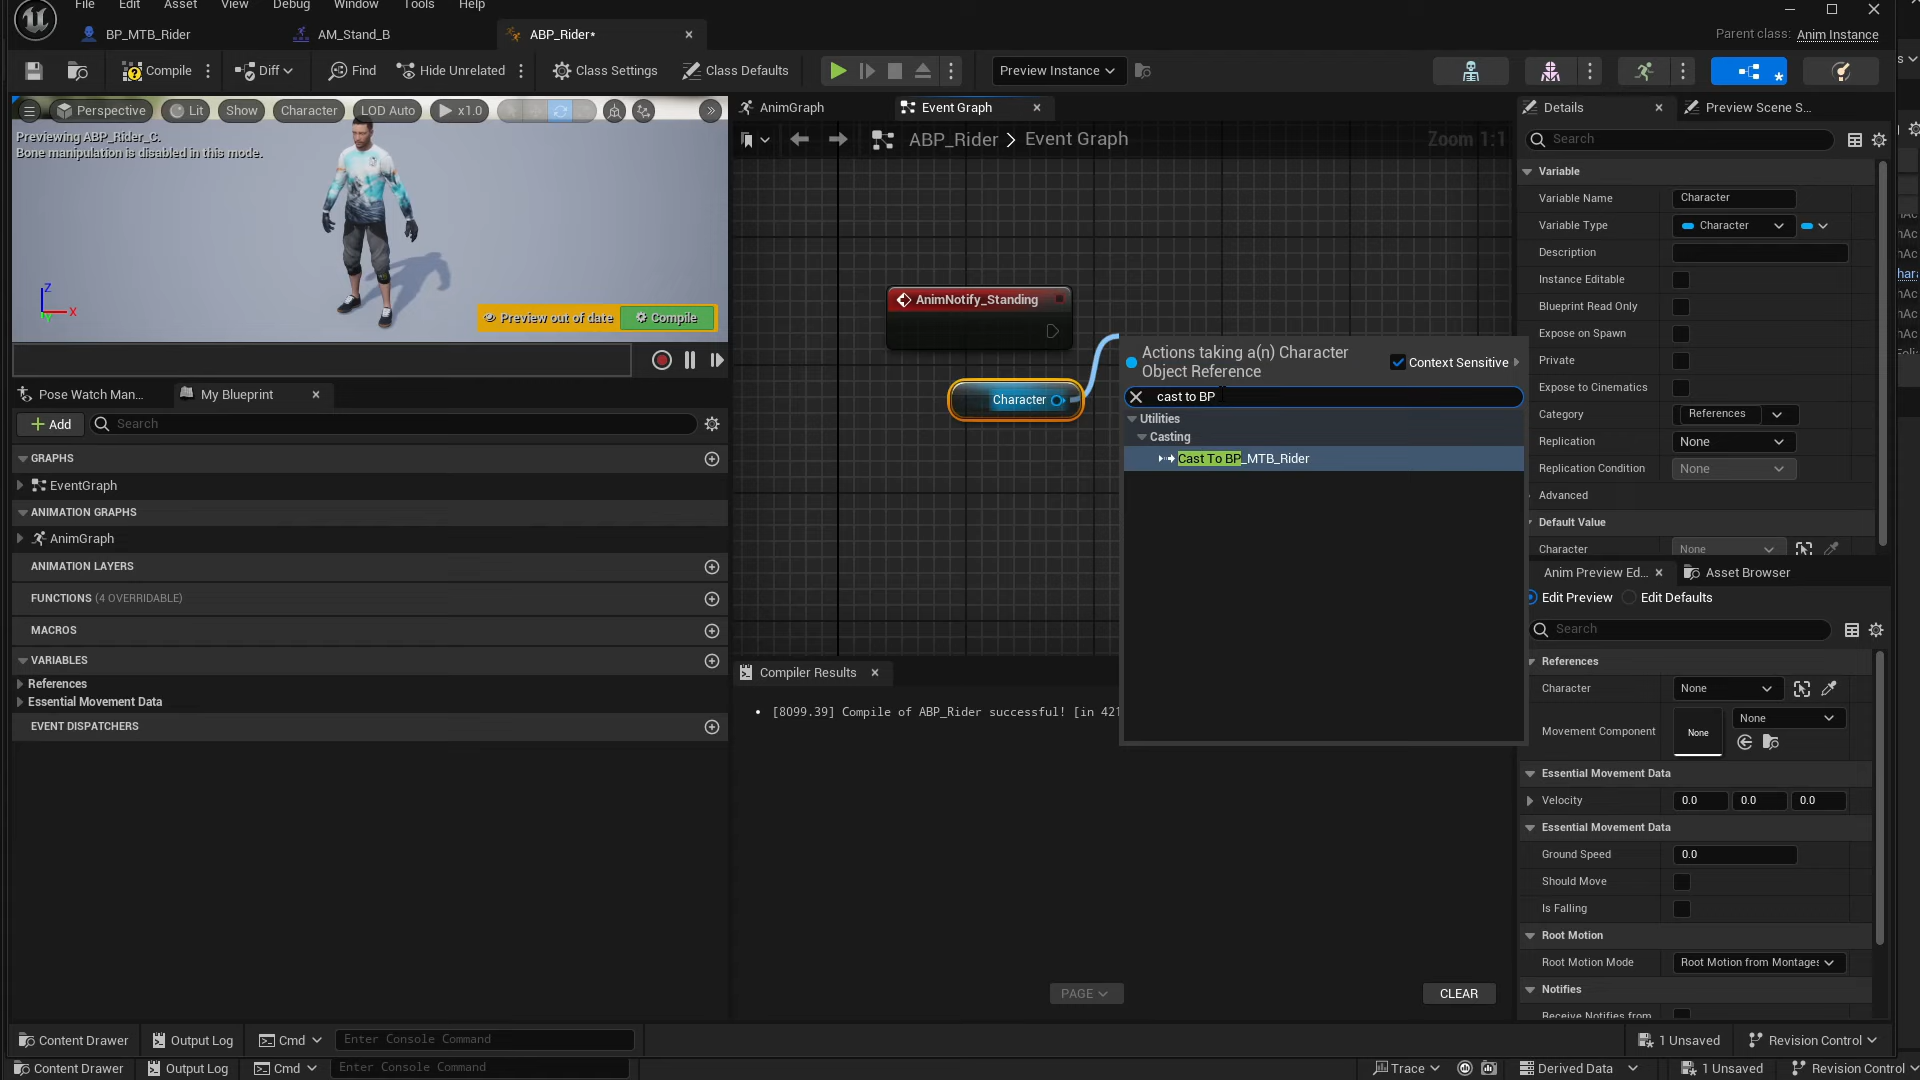 File Edit Asset View Debug Window Tools Help
BP_MTB_Rider AM_Stand_B ABP_Rider*
Parent class: Anim Instance
Compile Diff Find Hide Unrelated Class Settings Class Defaults Preview Instance
Perspective Lit Show Character LOD Auto x1.0
Previewing ABP_Rider_C.
Bone manipulation is disabled in this mode.
Z
X
Preview out of date Compile
Pose Watch Man... My Blueprint
Add Search
GRAPHS
EventGraph
ANIMATION GRAPHS
AnimGraph
ANIMATION LAYERS
FUNCTIONS (4 OVERRIDABLE)
MACROS
VARIABLES
References
Essential Movement Data
EVENT DISPATCHERS
AnimGraph Event Graph
ABP_Rider > Event Graph Zoom 1:1
AnimNotify_Standing
Character
Actions taking a(n) Character
Object Reference
Context Sensitive
cast to BP
Utilities
Casting
Cast To BP_MTB_Rider
Compiler Results
• [8099.39] Compile of ABP_Rider successful! [in 421
PAGE CLEAR
Details Preview Scene S...
Search
Variable
Variable Name Character
Variable Type Character
Description
Instance Editable
Blueprint Read Only
Expose on Spawn
Private
Expose to Cinematics
Category References
Replication None
Replication Condition None
Advanced
Default Value
Character None
Anim Preview Ed... Asset Browser
Edit Preview Edit Defaults
Search
References
Character None
Movement Component None None
Essential Movement Data
Velocity 0.0 0.0 0.0
Essential Movement Data
Ground Speed 0.0
Should Move
Is Falling
Root Motion
Root Motion Mode Root Motion from Montages
Notifies
Receive Notifies from
Content Drawer Output Log Cmd Enter Console Command 1 Unsaved Revision Control
Content Drawer Output Log Cmd Enter Console Command Trace Derived Data 1 Unsaved Revision Control